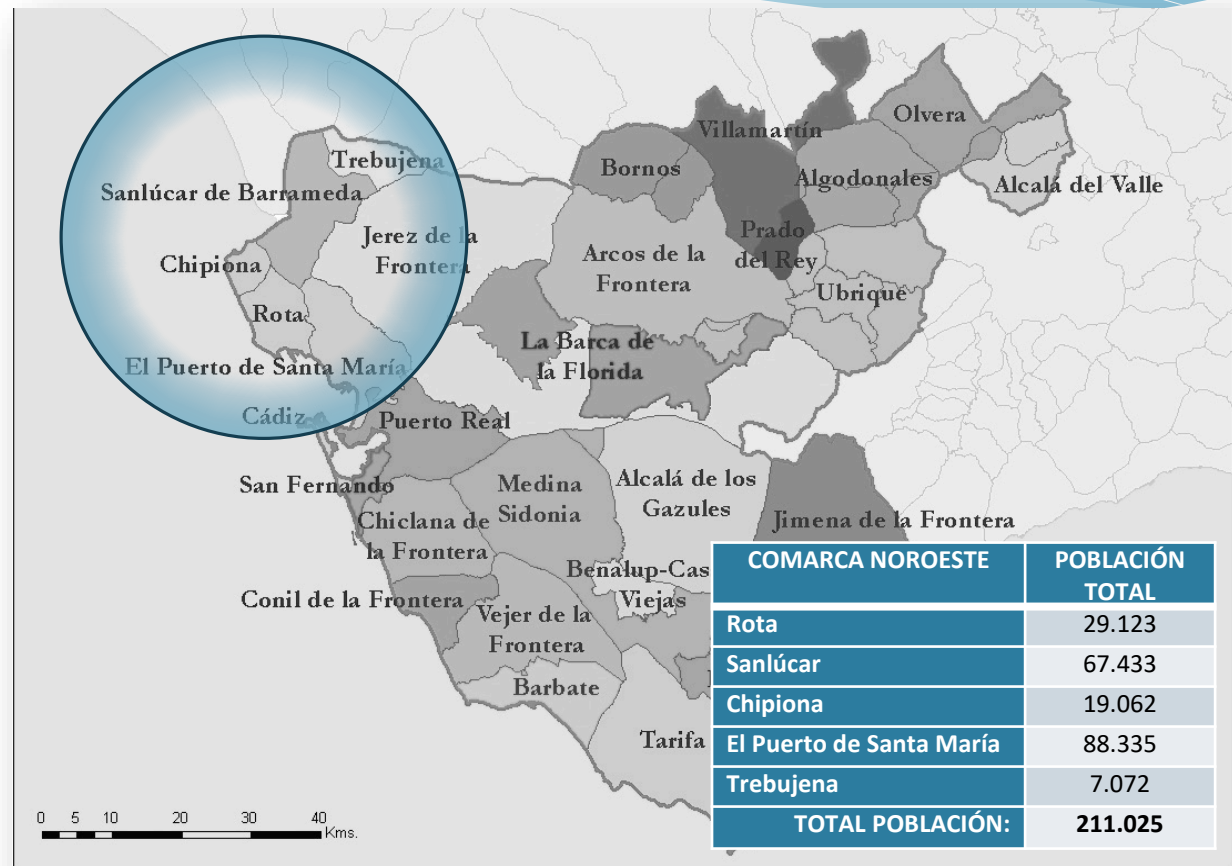 Olvera
Villamartín
Trebujena
Bornos
Algodonales
Alcalá del Valle
Sanlúcar de Barrameda
Jerez de la
Frontera
Prado
del Rey
Arcos de la
Frontera
Chipiona
Ubrique
Rota
La Barca de
la Florida
El Puerto de Santa María
Cádiz
Puerto Real
San Fernando
Medina
Sidonia
Alcalá de los
Gazules
Chiclana de
la Frontera
Jimena de la Frontera
Benalup-Cas
Viejas
Conil de la Frontera
Vejer de la
Frontera
Barbate
Tarifa
COMARCA NOROESTE POBLACIÓN
TOTAL
Rota 29.123
Sanlúcar 67.433
Chipiona 19.062
El Puerto de Santa María 88.335
Trebujena 7.072
TOTAL POBLACIÓN: 211.025
0 5 10 20 30 40
Kms.